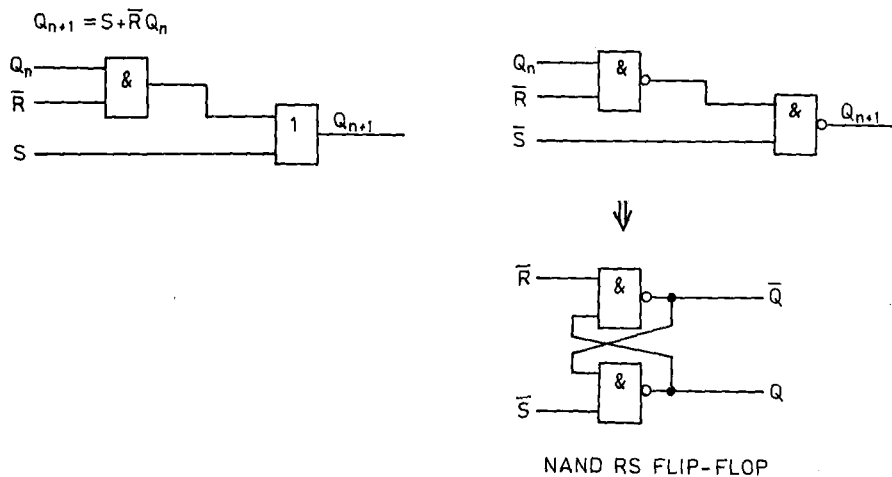 Qₙ₊₁ = S + R̅ Qₙ
Qₙ
&
R̅
1
Qₙ₊₁
S
Qₙ
&
R̅
&
Qₙ₊₁
S̅
⇓
R̅
&
Q̅
&
Q
S̅
NAND RS FLIP-FLOP